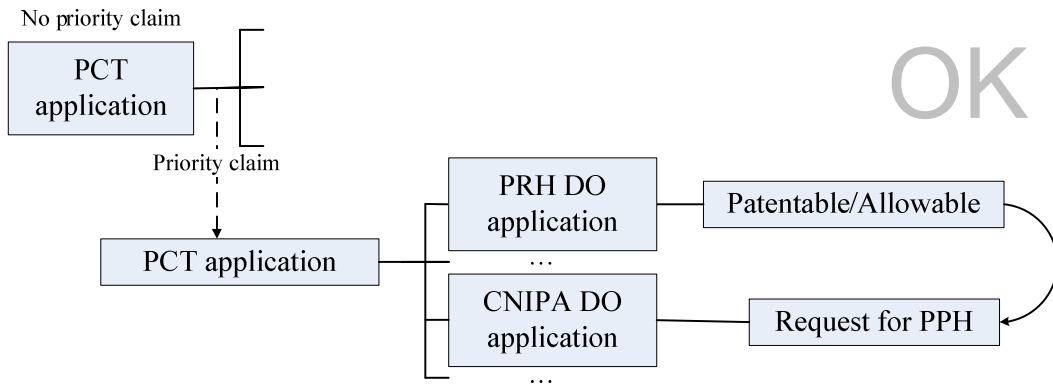 No priority claim
PCT
application
OK
Priority claim
PCT application
PRH DO
application
Patentable/Allowable
…
CNIPA DO
application
Request for PPH
…